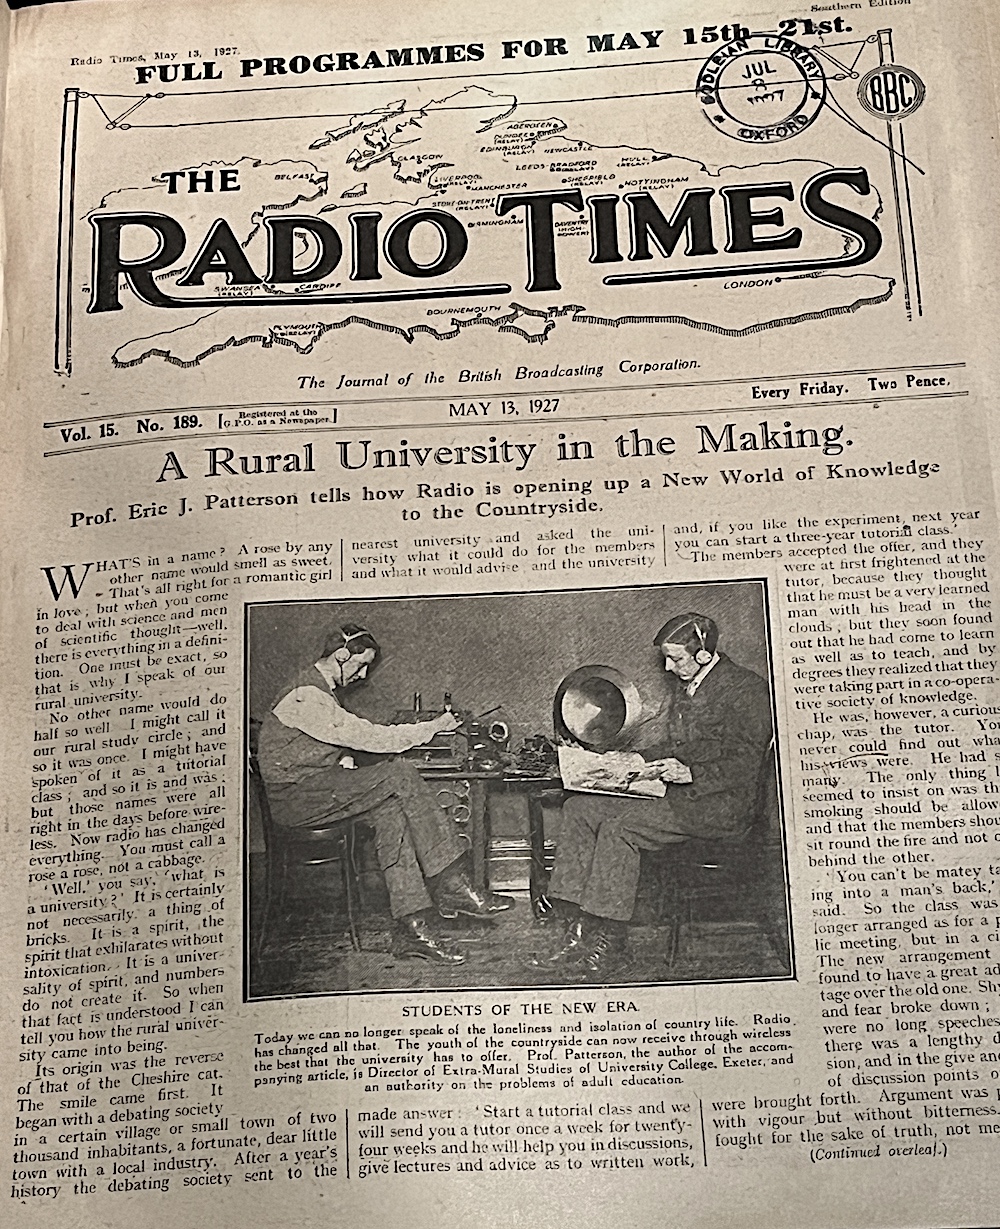 Radio Times, May 13, 1927.
Southern Edition
FULL PROGRAMMES FOR MAY 15th—21st.
BODLEIAN LIBRARY
JUL
OXFORD
BBC
ABERDEEN
DUNDEE
(RELAY)
EDINBURGH
(RELAY)
NEWCASTLE
GLASGOW
BELFAST
LEEDS-BRADFORD
(RELAYS)
HULL
(RELAY)
LIVERPOOL
(RELAY)
MANCHESTER
SHEFFIELD
(RELAY)
NOTTINGHAM
(RELAY)
STOKE-ON-TRENT
(RELAY)
BIRMINGHAM
DAVENTRY
(HIGH
POWER)
THE
RADIO TIMES
SWANSEA
(RELAY)
CARDIFF
LONDON
BOURNEMOUTH
PLYMOUTH
(RELAY)
The Journal of the British Broadcasting Corporation.
Vol. 15. No. 189. [Registered at the
G.P.O. as a Newspaper.]
MAY 13, 1927
Every Friday. Two Pence.
A Rural University in the Making.
Prof. Eric J. Patterson tells how Radio is opening up a New World of Knowledge
to the Countryside.
WHAT'S in a name? A rose by any
other name would smell as sweet.
That's all right for a romantic girl
in love; but when you come
to deal with science and men
of scientific thought—well,
there is everything in a defini-
tion. One must be exact, so
that is why I speak of our
rural university.
No other name would do
half so well. I might call it
our rural study circle; and
so it was once. I might have
spoken of it as a tutorial
class; and so it is and was;
but those names were all
right in the days before wire-
less. Now radio has changed
everything. You must call a
rose a rose, not a cabbage.
'Well,' you say, 'what is
a university?' It is certainly
not necessarily a thing of
bricks. It is a spirit, the
spirit that exhilarates without
intoxication. It is a univer-
sality of spirit, and numbers
do not create it. So when
that fact is understood I can
tell you how the rural univer-
sity came into being.
Its origin was the reverse
of that of the Cheshire cat.
The smile came first. It
began with a debating society
in a certain village or small town of two
thousand inhabitants, a fortunate, dear little
town with a local industry. After a year's
history the debating society sent to the
nearest university and asked the uni-
versity what it could do for the members
and what it would advise and the university
STUDENTS OF THE NEW ERA.
Today we can no longer speak of the loneliness and isolation of country life. Radio
has changed all that. The youth of the countryside can now receive through wireless
the best that the university has to offer. Prof. Patterson, the author of the accom-
panying article, is Director of Extra-Mural Studies of University College, Exeter, and
an authority on the problems of adult education.
made answer: 'Start a tutorial class and we
will send you a tutor once a week for twenty-
four weeks and he will help you in discussions,
give lectures and advice as to written work,
and, if you like the experiment, next year
you can start a three-year tutorial class.'
The members accepted the offer, and they
were at first frightened at the
tutor, because they thought
that he must be a very learned
man with his head in the
clouds; but they soon found
out that he had come to learn
as well as to teach, and by
degrees they realized that they
were taking part in a co-opera-
tive society of knowledge.
He was, however, a curious
chap, was the tutor. You
never could find out what
his views were. He had s
many. The only thing
seemed to insist on was th
smoking should be allow
and that the members shou
sit round the fire and not o
behind the other.
'You can't be matey ta
ing into a man's back,'
said. So the class was
longer arranged as for a p
lic meeting, but in a ci
The new arrangement
found to have a great ad
tage over the old one. Shy
and fear broke down;
were no long speeches
there was a lengthy d
sion, and in the give and
of discussion points o
were brought forth. Argument was
with vigour but without bitterness.
fought for the sake of truth, not me
(Continued overleaf.)